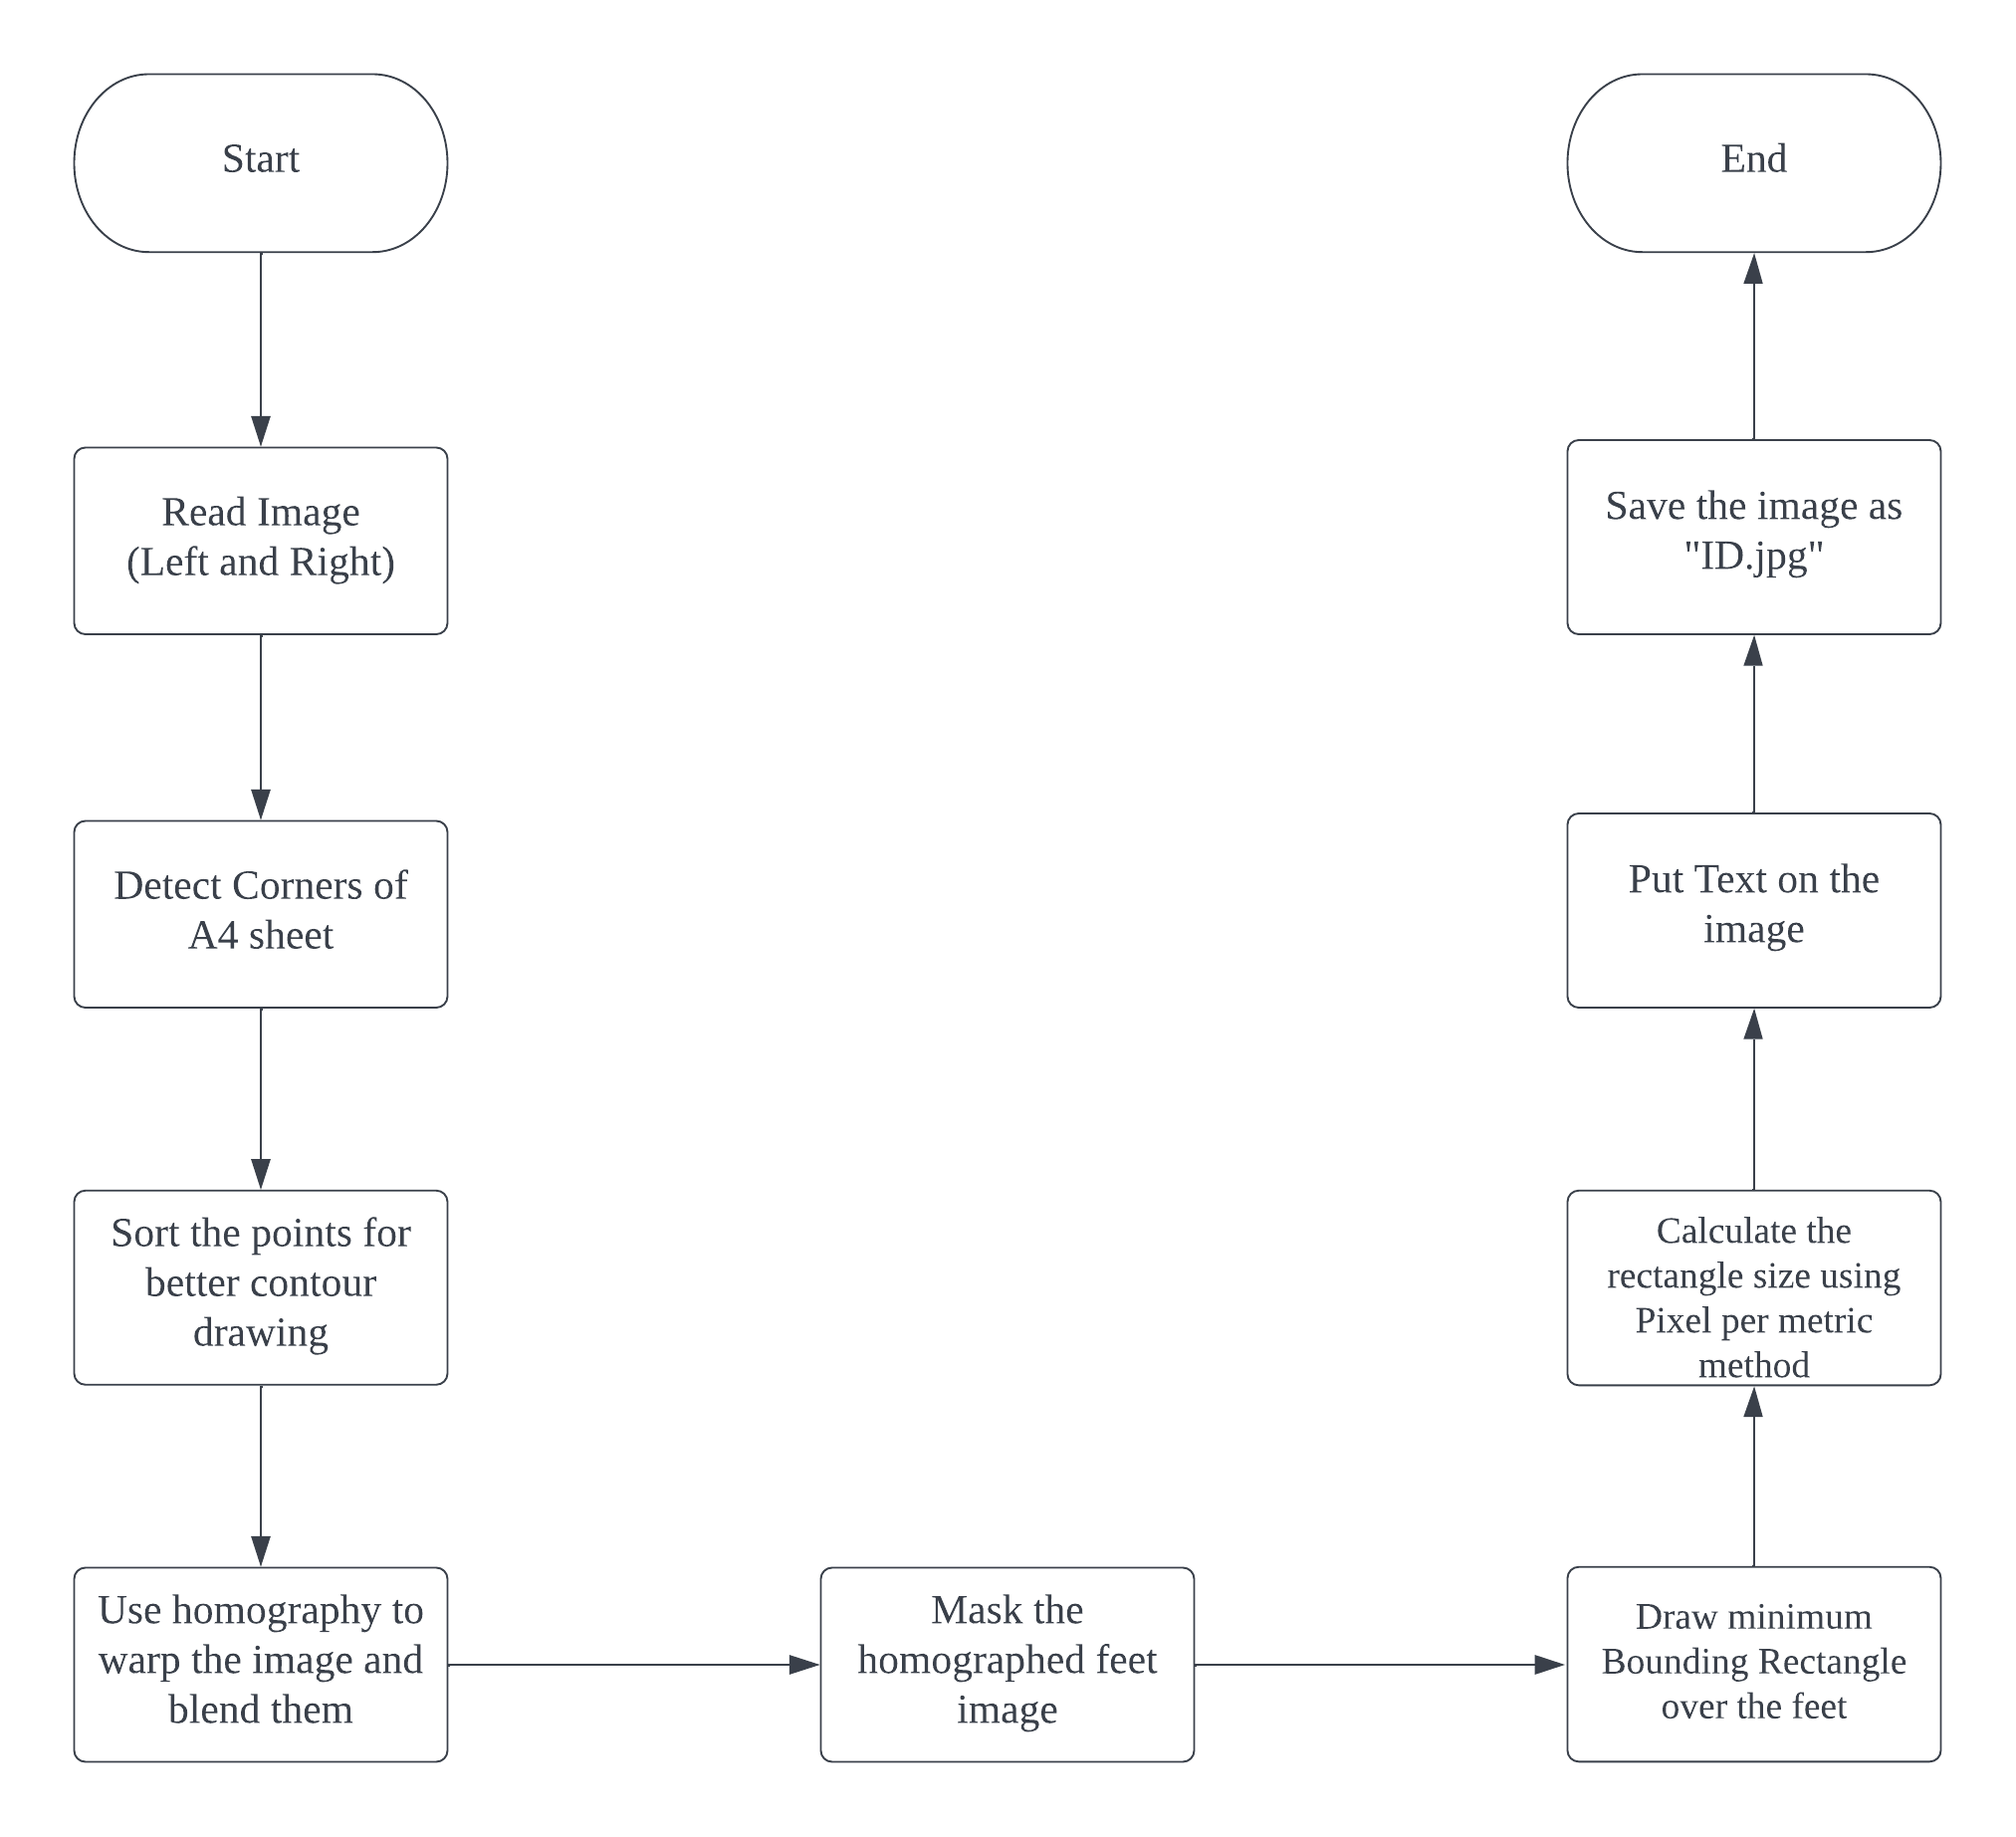 Start
Read Image
(Left and Right)
Detect Corners of
A4 sheet
Sort the points for
better contour
drawing
Use homography to
warp the image and
blend them
Mask the
homographed feet
image
Draw minimum
Bounding Rectangle
over the feet
Calculate the
rectangle size using
Pixel per metric
method
Put Text on the
image
Save the image as
"ID.jpg"
End